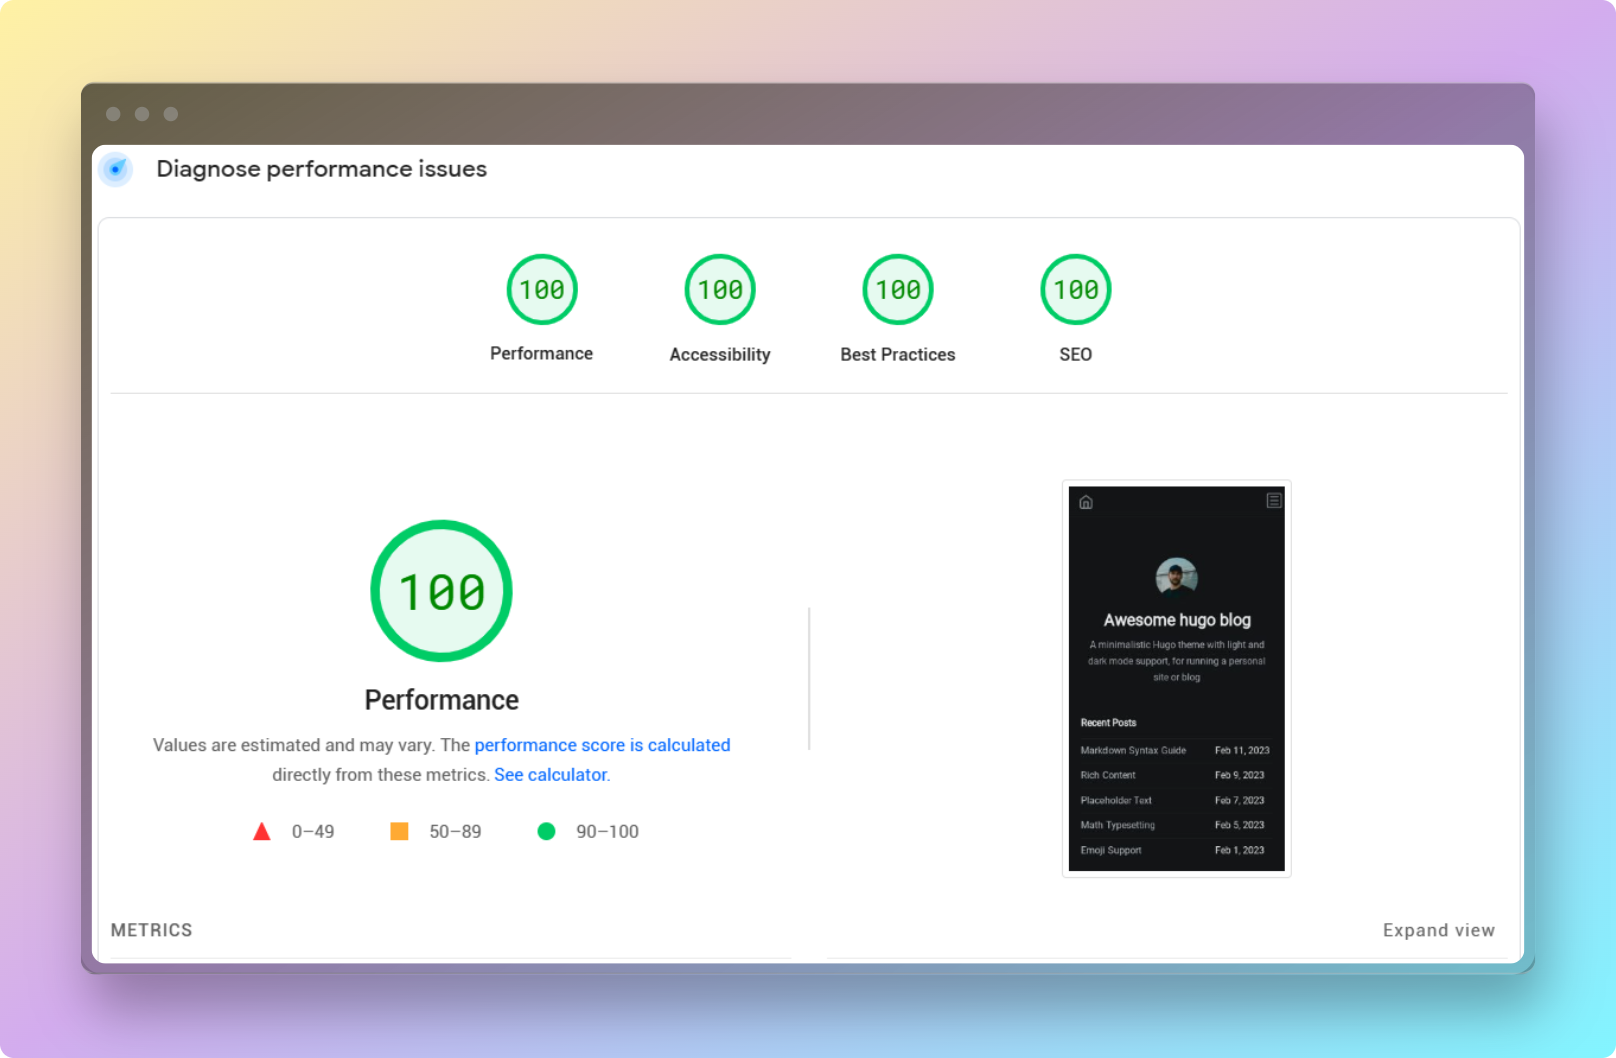 Diagnose performance issues
100
100
100
100
Performance
Accessibility
Best Practices
SEO
100
Performance
Values are estimated and may vary. The performance score is calculated
directly from these metrics. See calculator.
0–49
50–89
90–100
Awesome hugo blog
A minimalistic Hugo theme with light and
dark mode support, for running a personal
site or blog
Recent Posts
Markdown Syntax Guide Feb 11, 2023
Rich Content Feb 9, 2023
Placeholder Text Feb 7, 2023
Math Typesetting Feb 5, 2023
Emoji Support Feb 1, 2023
METRICS
Expand view